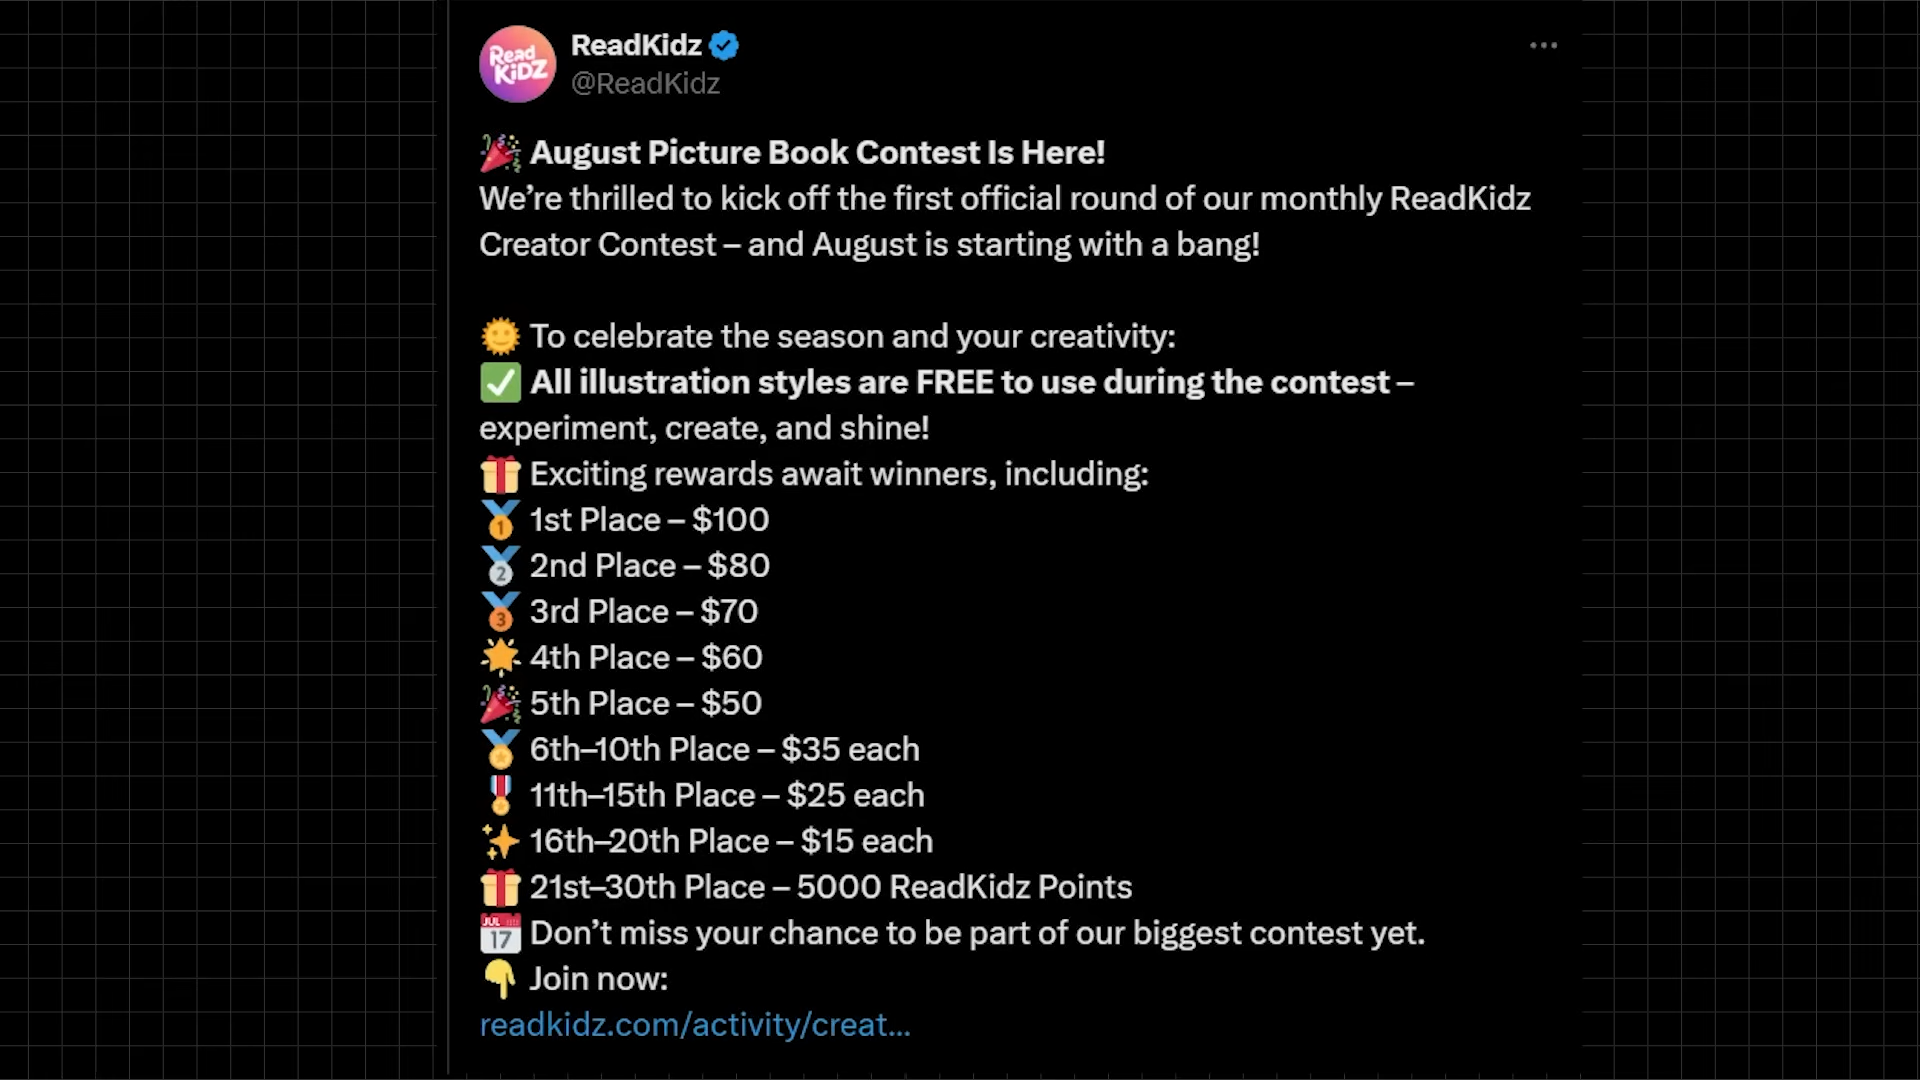 Read
KiDZ
ReadKidz
@ReadKidz
🎉 August Picture Book Contest Is Here!
We’re thrilled to kick off the first official round of our monthly ReadKidz
Creator Contest – and August is starting with a bang!
🌞 To celebrate the season and your creativity:
✅ All illustration styles are FREE to use during the contest –
experiment, create, and shine!
🎁 Exciting rewards await winners, including:
🥇 1st Place – $100
🥈 2nd Place – $80
🥉 3rd Place – $70
🌟 4th Place – $60
🎉 5th Place – $50
🏅 6th–10th Place – $35 each
🎖️ 11th–15th Place – $25 each
✨ 16th–20th Place – $15 each
🎁 21st–30th Place – 5000 ReadKidz Points
📅 Don’t miss your chance to be part of our biggest contest yet.
👇 Join now:
readkidz.com/activity/creat...